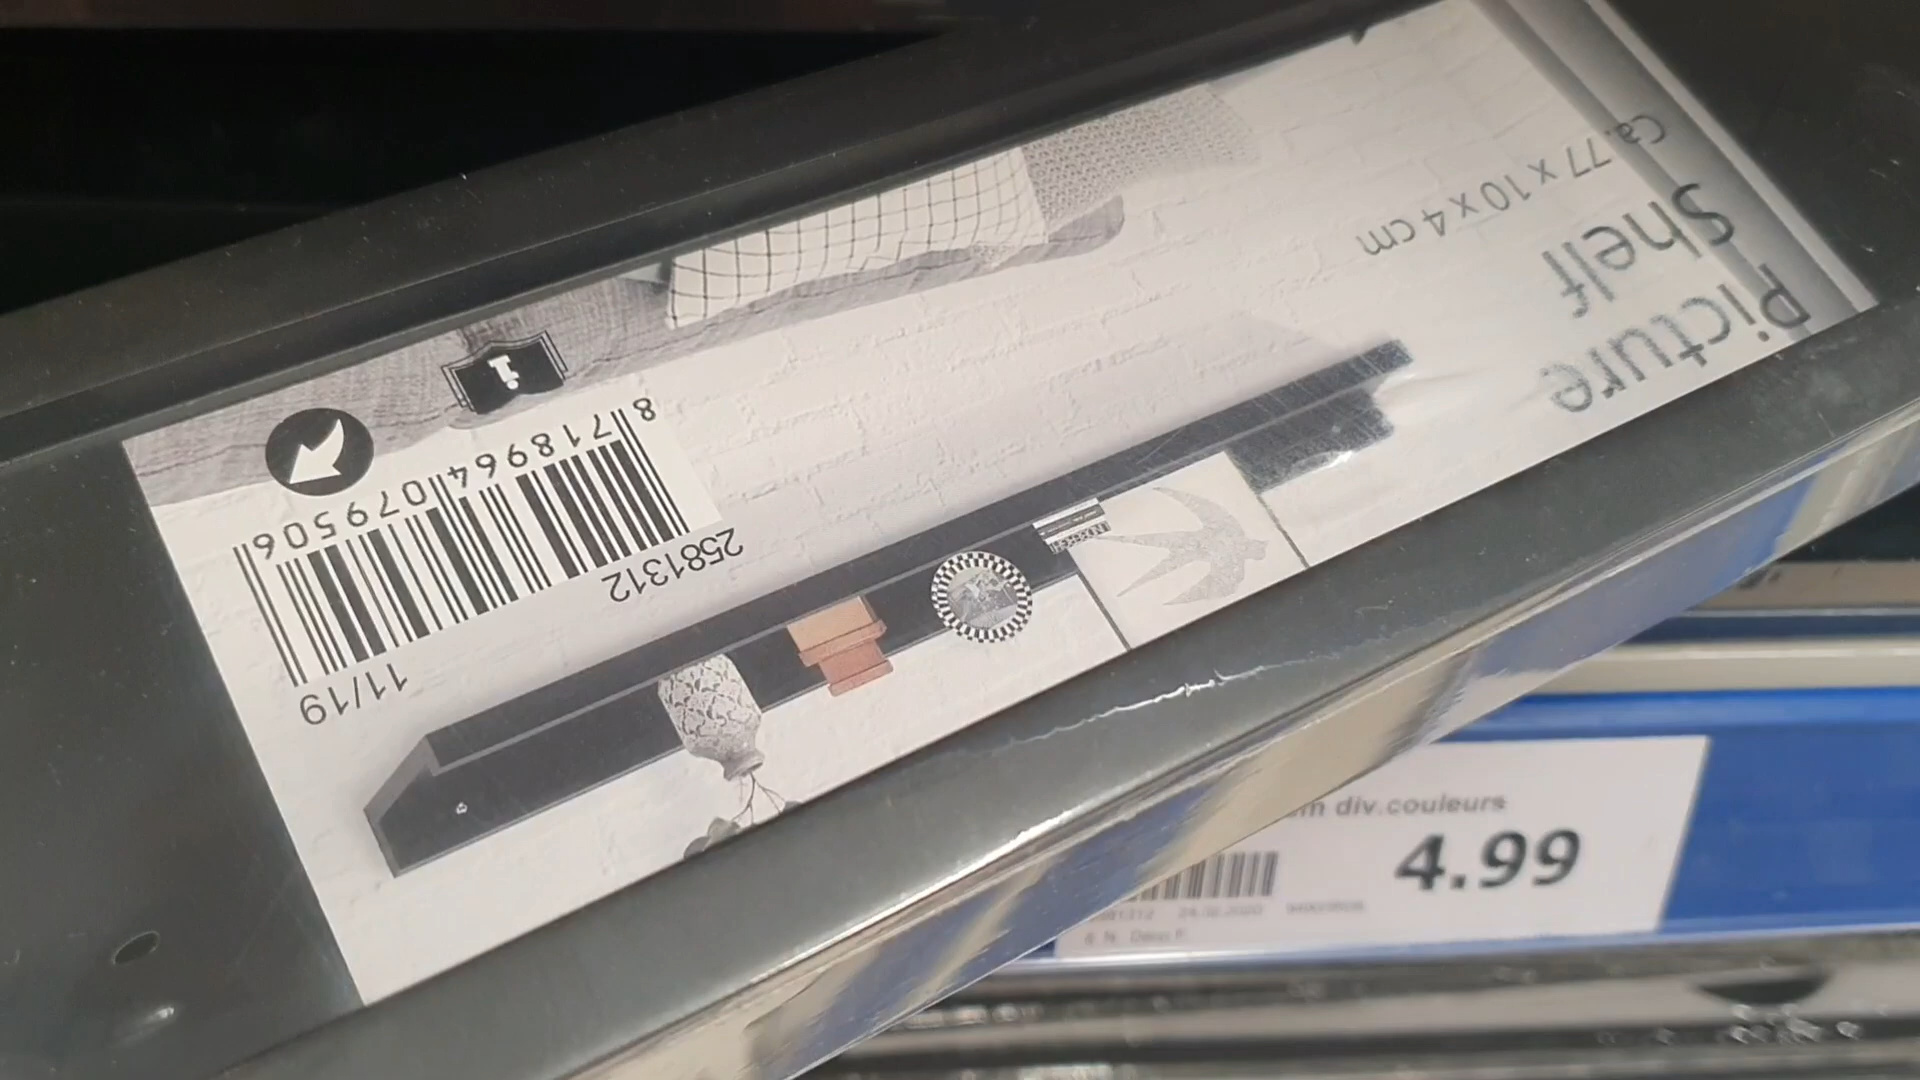 Picture
Shelf
Ca. 77 x 10 x 4 cm
8 718964 079506
2581312
11/19
div.couleurs
4.99